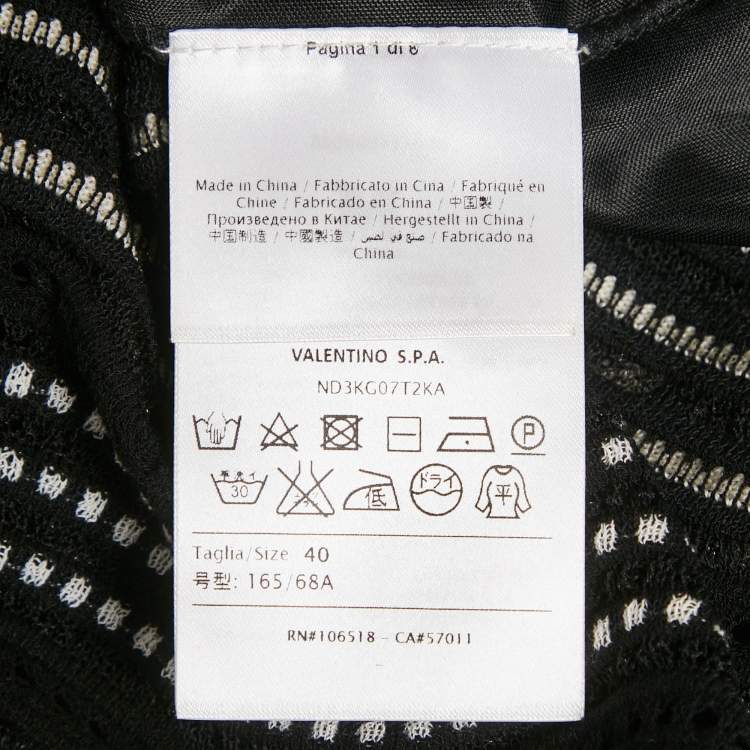 Pagina 1 di 8
Made in China / Fabbricato in Cina / Fabriqué en
Chine / Fabricado en China / 中国製 /
Произведено в Китае / Hergestellt in China /
中国制造 / 中國製造 / صنع في / Fabricado na
China
VALENTINO S.P.A.
ND3KG07T2KA
P
30
低
ドライ
平
Taglia/Size 40
号型: 165/68A
RN#106518 - CA#57011